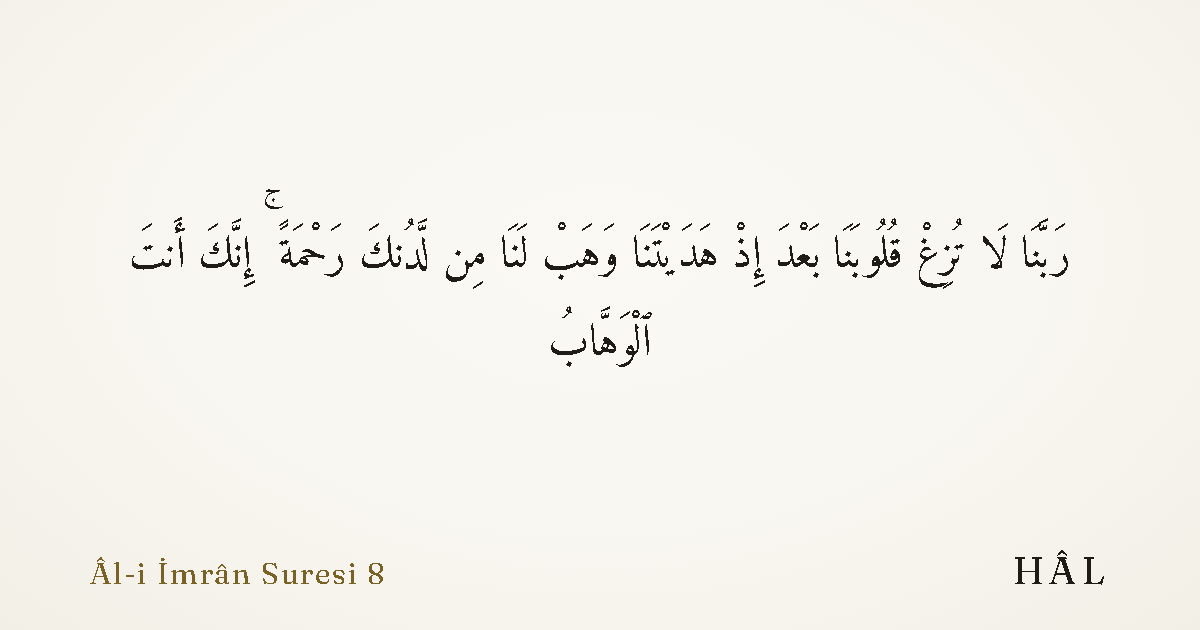 رَبَّنَا لَا تُزِغْ قُلُوبَنَا بَعْدَ إِذْ هَدَيْتَنَا وَهَبْ لَنَا مِن لَّدُنكَ رَحْمَةً ۚ إِنَّكَ أَنتَ
ٱلْوَهَّابُ
Âl-i İmrân Suresi 8
HÂL